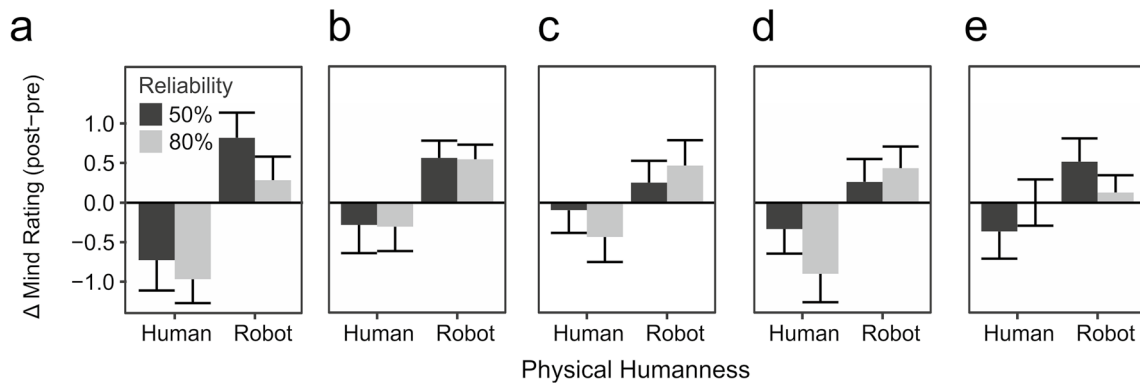 a b c d e
Δ Mind Rating (post−pre)
Reliability
50%
80%
1.0
0.5
0.0
−0.5
−1.0
Human Robot Human Robot Human Robot Human Robot Human Robot
Physical Humanness